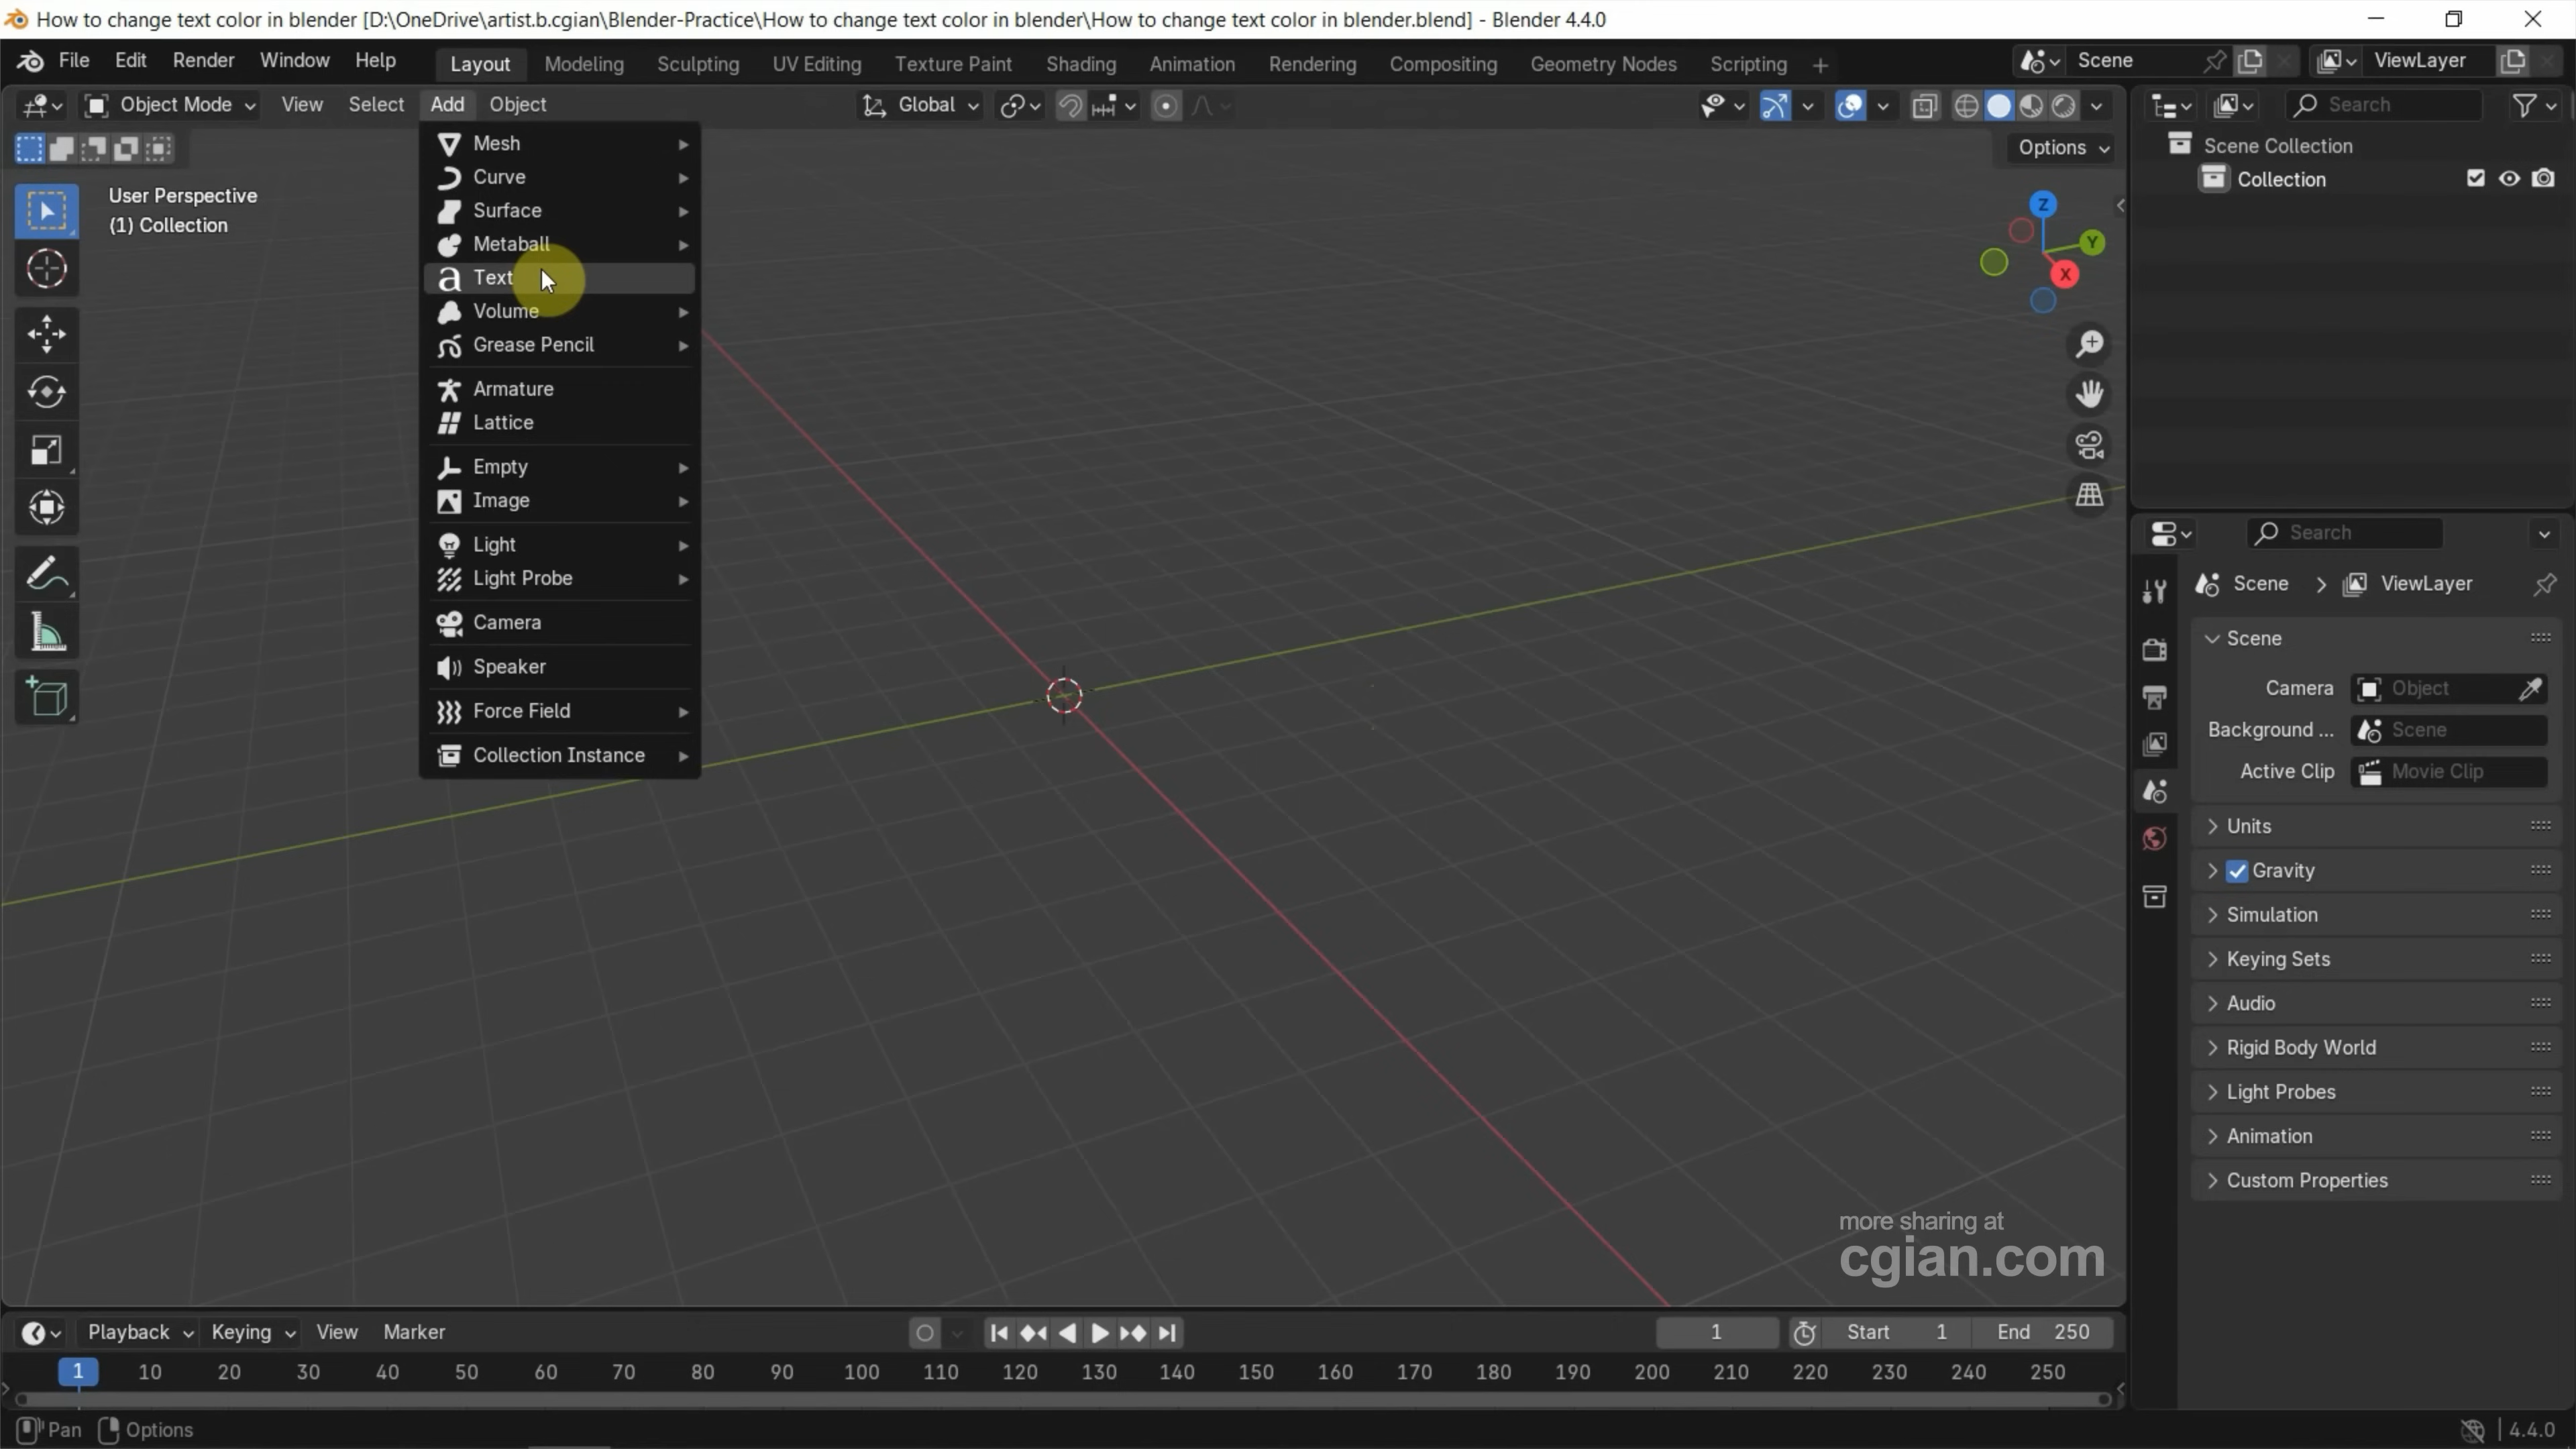 How to change text color in blender [D:\OneDrive\artist.b.cgian\Blender-Practice\How to change text color in blender\How to change text color in blender.blend] - Blender 4.4.0
File Edit Render Window Help Layout Modeling Sculpting UV Editing Texture Paint Shading Animation Rendering Compositing Geometry Nodes Scripting + Scene ViewLayer
Object Mode View Select Add Object Global Search
Options
User Perspective
(1) Collection
Mesh
Curve
Surface
Metaball
Text
Volume
Grease Pencil
Armature
Lattice
Empty
Image
Light
Light Probe
Camera
Speaker
Force Field
Collection Instance
Z
Y
X
Scene Collection
Collection
Search
Scene ViewLayer
Scene
Camera Object
Background ... Scene
Active Clip Movie Clip
Units
Gravity
Simulation
Keying Sets
Audio
Rigid Body World
Light Probes
Animation
Custom Properties
more sharing at
cgian.com
Playback Keying View Marker 1 Start 1 End 250
1 10 20 30 40 50 60 70 80 90 100 110 120 130 140 150 160 170 180 190 200 210 220 230 240 250
Pan Options 4.4.0